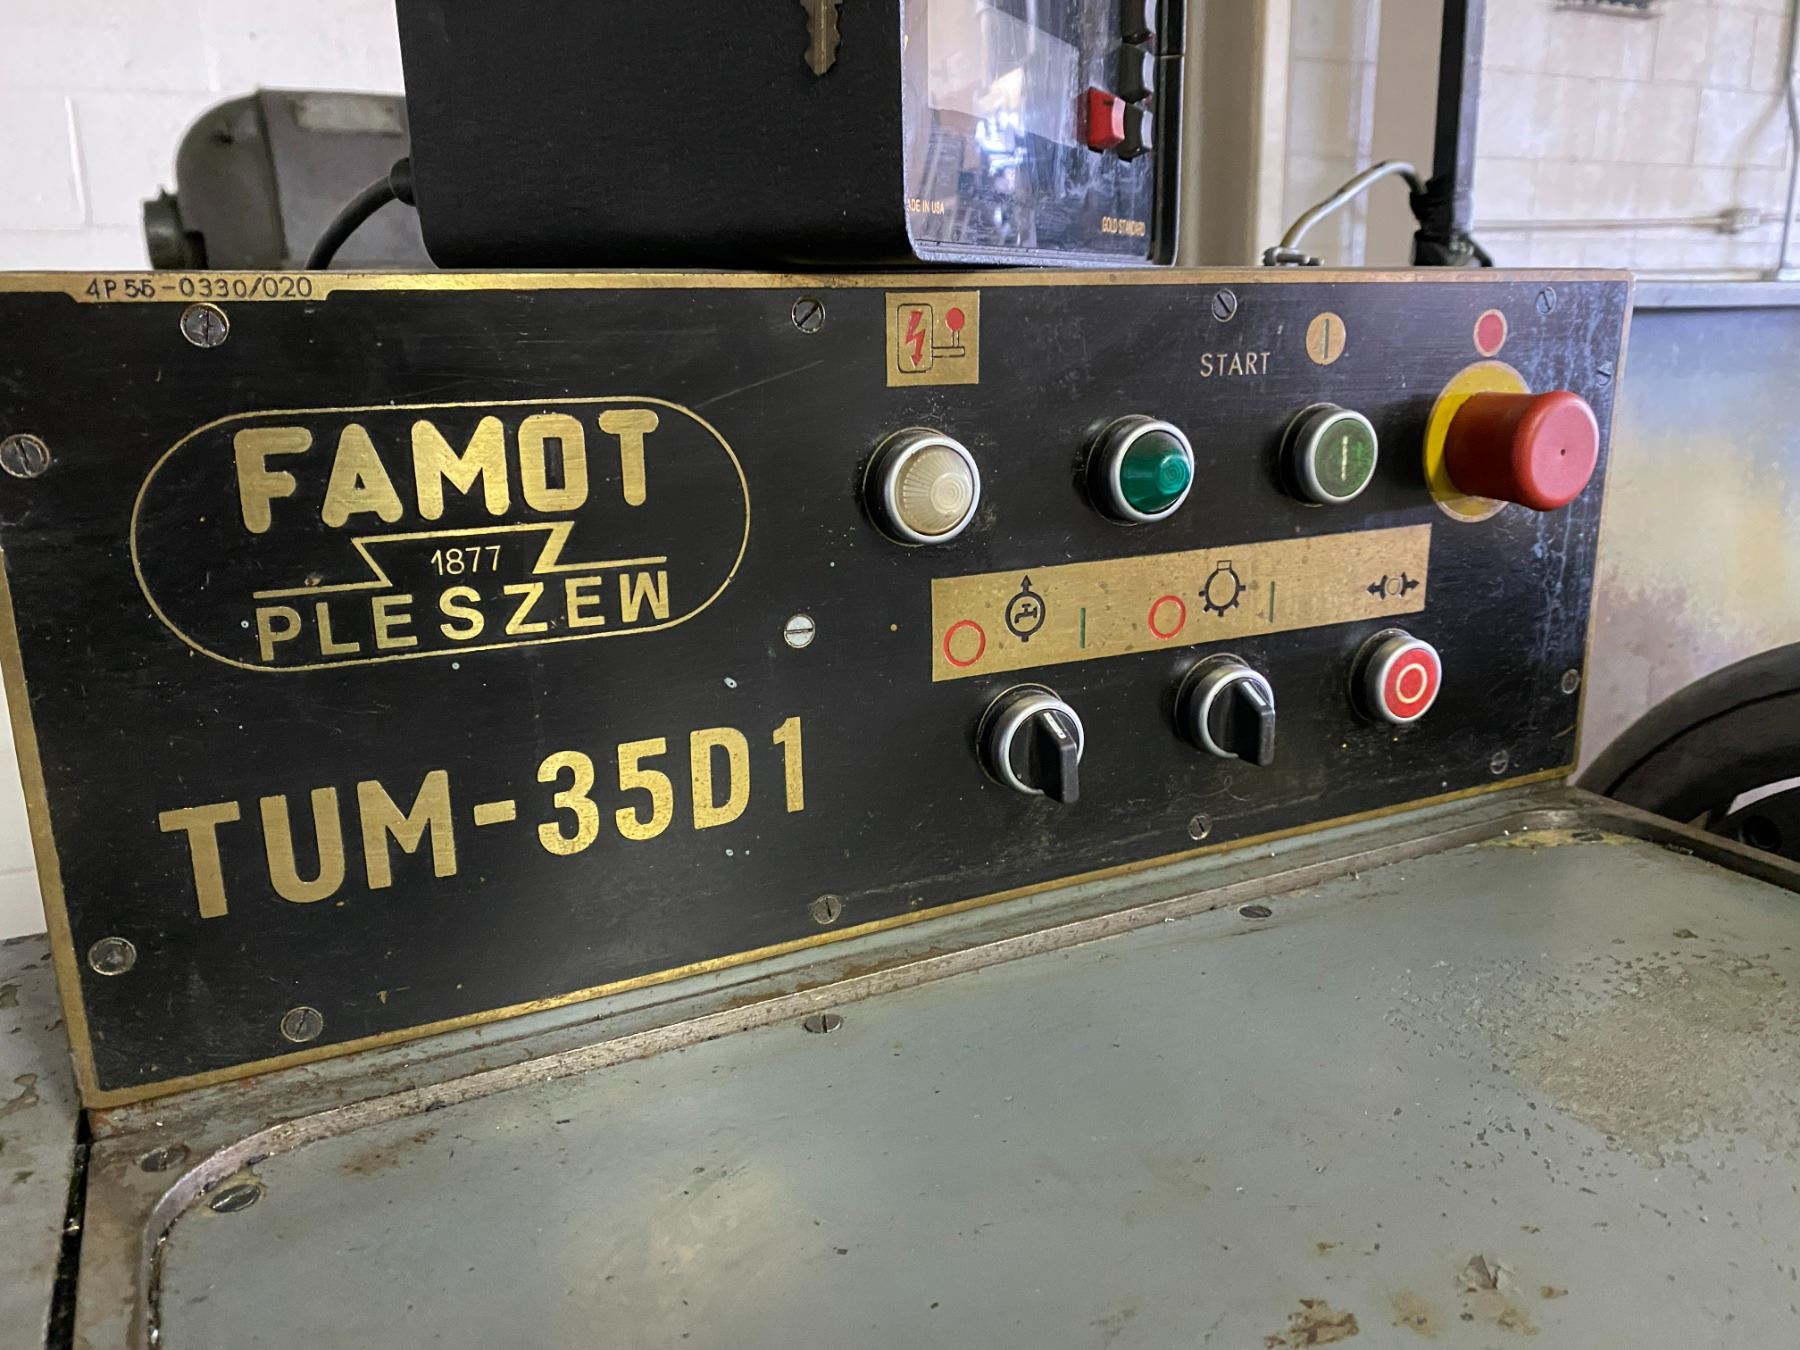 ADE IN USA
GOLD STANDARD
4P55-0330/020
START
FAMOT
1877
PLESZEW
TUM-35D1